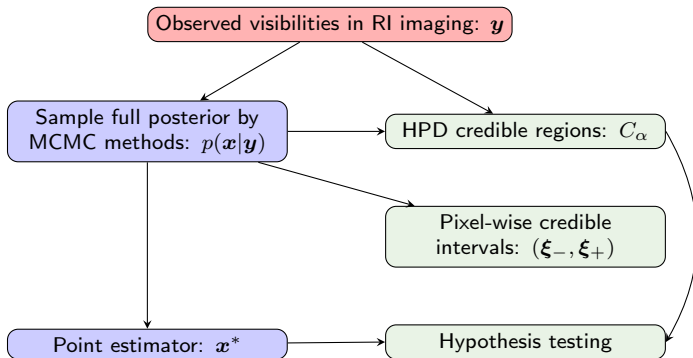 Observed visibilities in RI imaging: y
Sample full posterior by
MCMC methods: p(x|y)
HPD credible regions: Cα
Pixel-wise credible
intervals: (ξ−, ξ+)
Point estimator: x*
Hypothesis testing